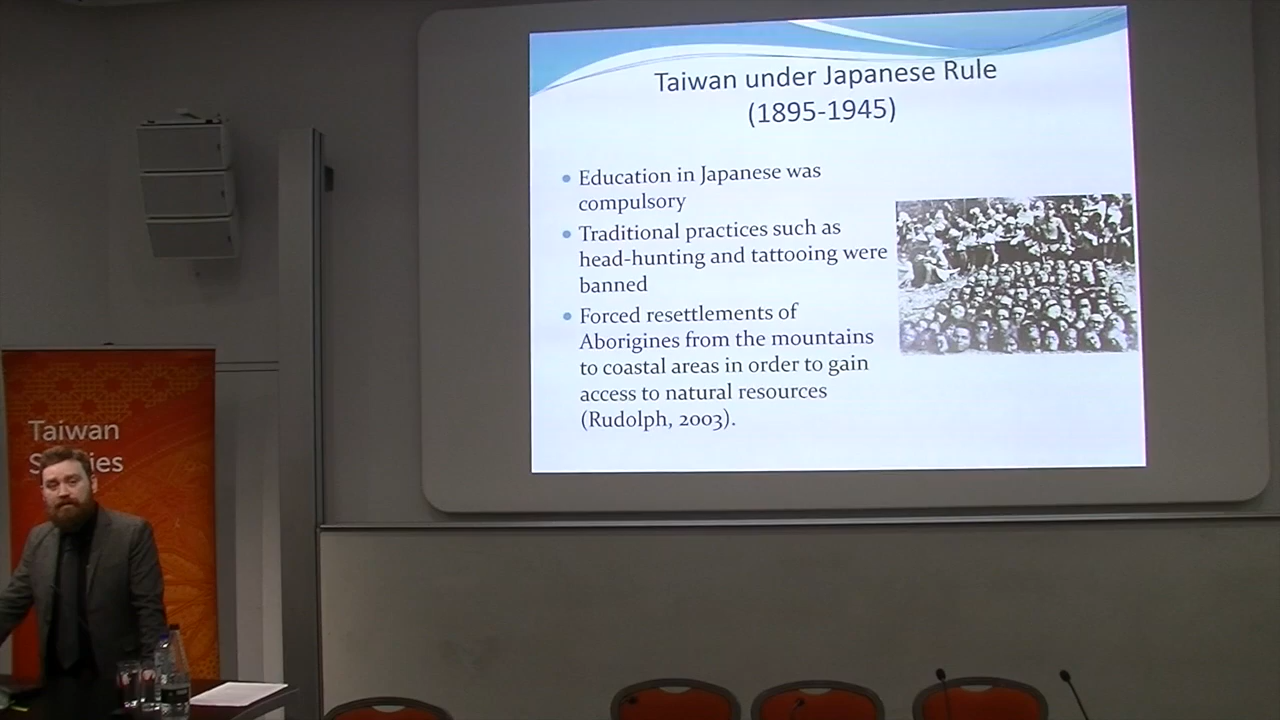 Taiwan under Japanese Rule
(1895-1945)
Education in Japanese was
compulsory
Traditional practices such as
head-hunting and tattooing were
banned
Forced resettlements of
Aborigines from the mountains
to coastal areas in order to gain
access to natural resources
(Rudolph, 2003).
Taiwan